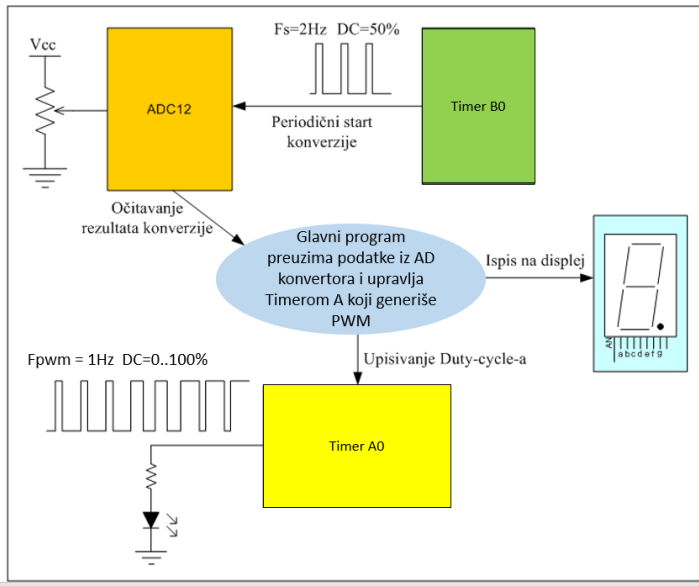 Fs=2Hz DC=50%
Vcc
ADC12
Timer B0
Periodični start
konverzije
Očitavanje
rezultata konverzije
Glavni program
preuzima podatke iz AD
konvertora i upravlja
Timerom A koji generiše
PWM
Ispis na displej
AN
a b c d e f g
Upisivanje Duty-cycle-a
Fpwm = 1Hz DC=0..100%
Timer A0